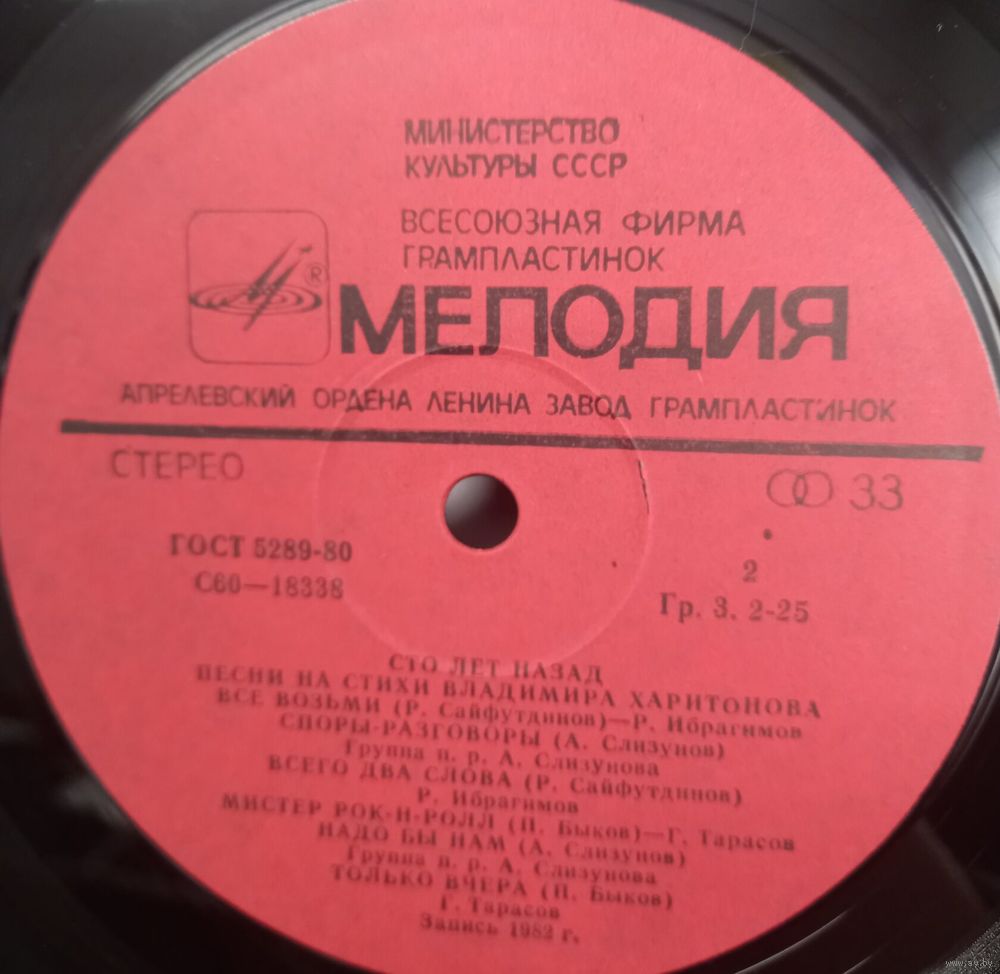 МИНИСТЕРСТВО
КУЛЬТУРЫ СССР
ВСЕСОЮЗНАЯ ФИРМА
ГРАМПЛАСТИНОК
®
МЕЛОДИЯ
АПРЕЛЕВСКИЙ ОРДЕНА ЛЕНИНА ЗАВОД ГРАМПЛАСТИНОК
СТЕРЕО
33
ГОСТ 5289-80
С60—18338
2
Гр. 3. 2-25
СТО ЛЕТ НАЗАД
ПЕСНИ НА СТИХИ ВЛАДИМИРА ХАРИТОНОВА
ВСЕ ВОЗЬМИ (Р. Сайфутдинов)—Р. Ибрагимов
СПОРЫ-РАЗГОВОРЫ (А. Слизунов)
Группа п. р. А. Слизунова
ВСЕГО ДВА СЛОВА (Р. Сайфутдинов)
Р. Ибрагимов
МИСТЕР РОК-Н-РОЛЛ (П. Быков)—Г. Тарасов
НАДО БЫ НАМ (А. Слизунов)
Группа п. р. А. Слизунова
ТОЛЬКО ВЧЕРА (П. Быков)
Г. Тарасов
Запись 1982 г.
www.ay.by